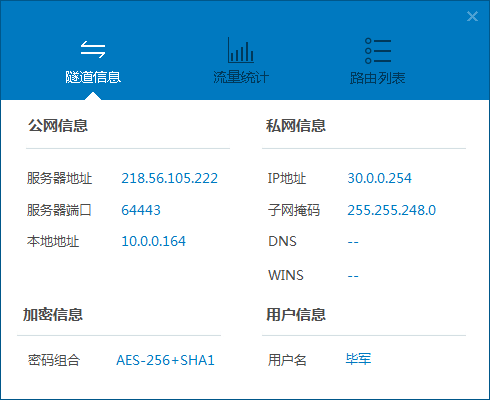 隧道信息 流量统计 路由列表
公网信息 私网信息
服务器地址 218.56.105.222 IP地址 30.0.0.254
服务器端口 64443 子网掩码 255.255.248.0
本地地址 10.0.0.164 DNS --
WINS --
加密信息 用户信息
密码组合 AES-256+SHA1 用户名 毕军